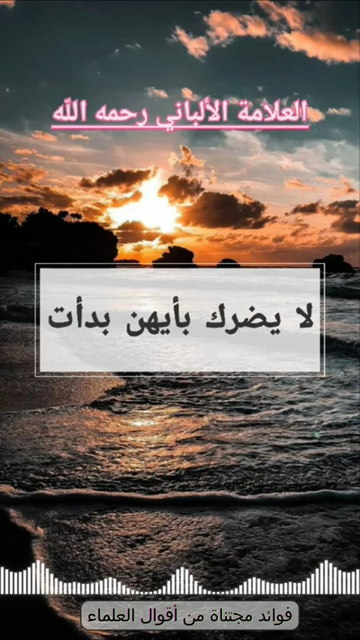 العلامة الألباني رحمه الله
لا يضرك بأيهن بدأت
فوائد مجتناة من أقوال العلماء